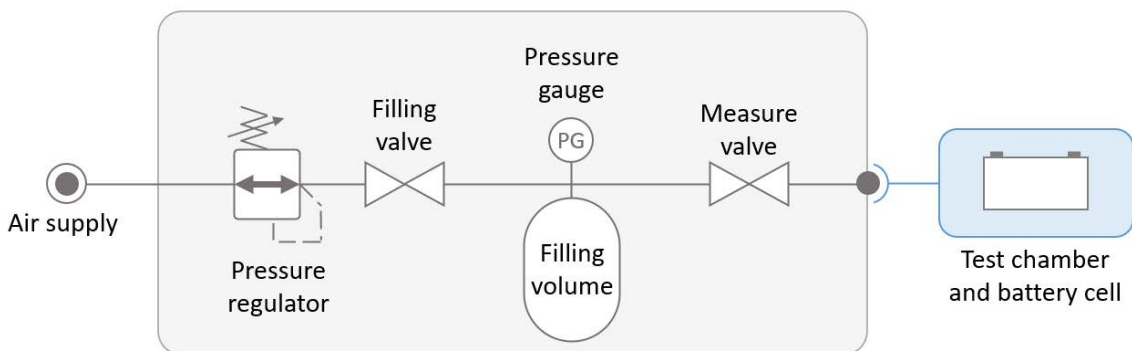 Air supply
Pressure
regulator
Filling
valve
Pressure
gauge
PG
Filling
volume
Measure
valve
Test chamber
and battery cell